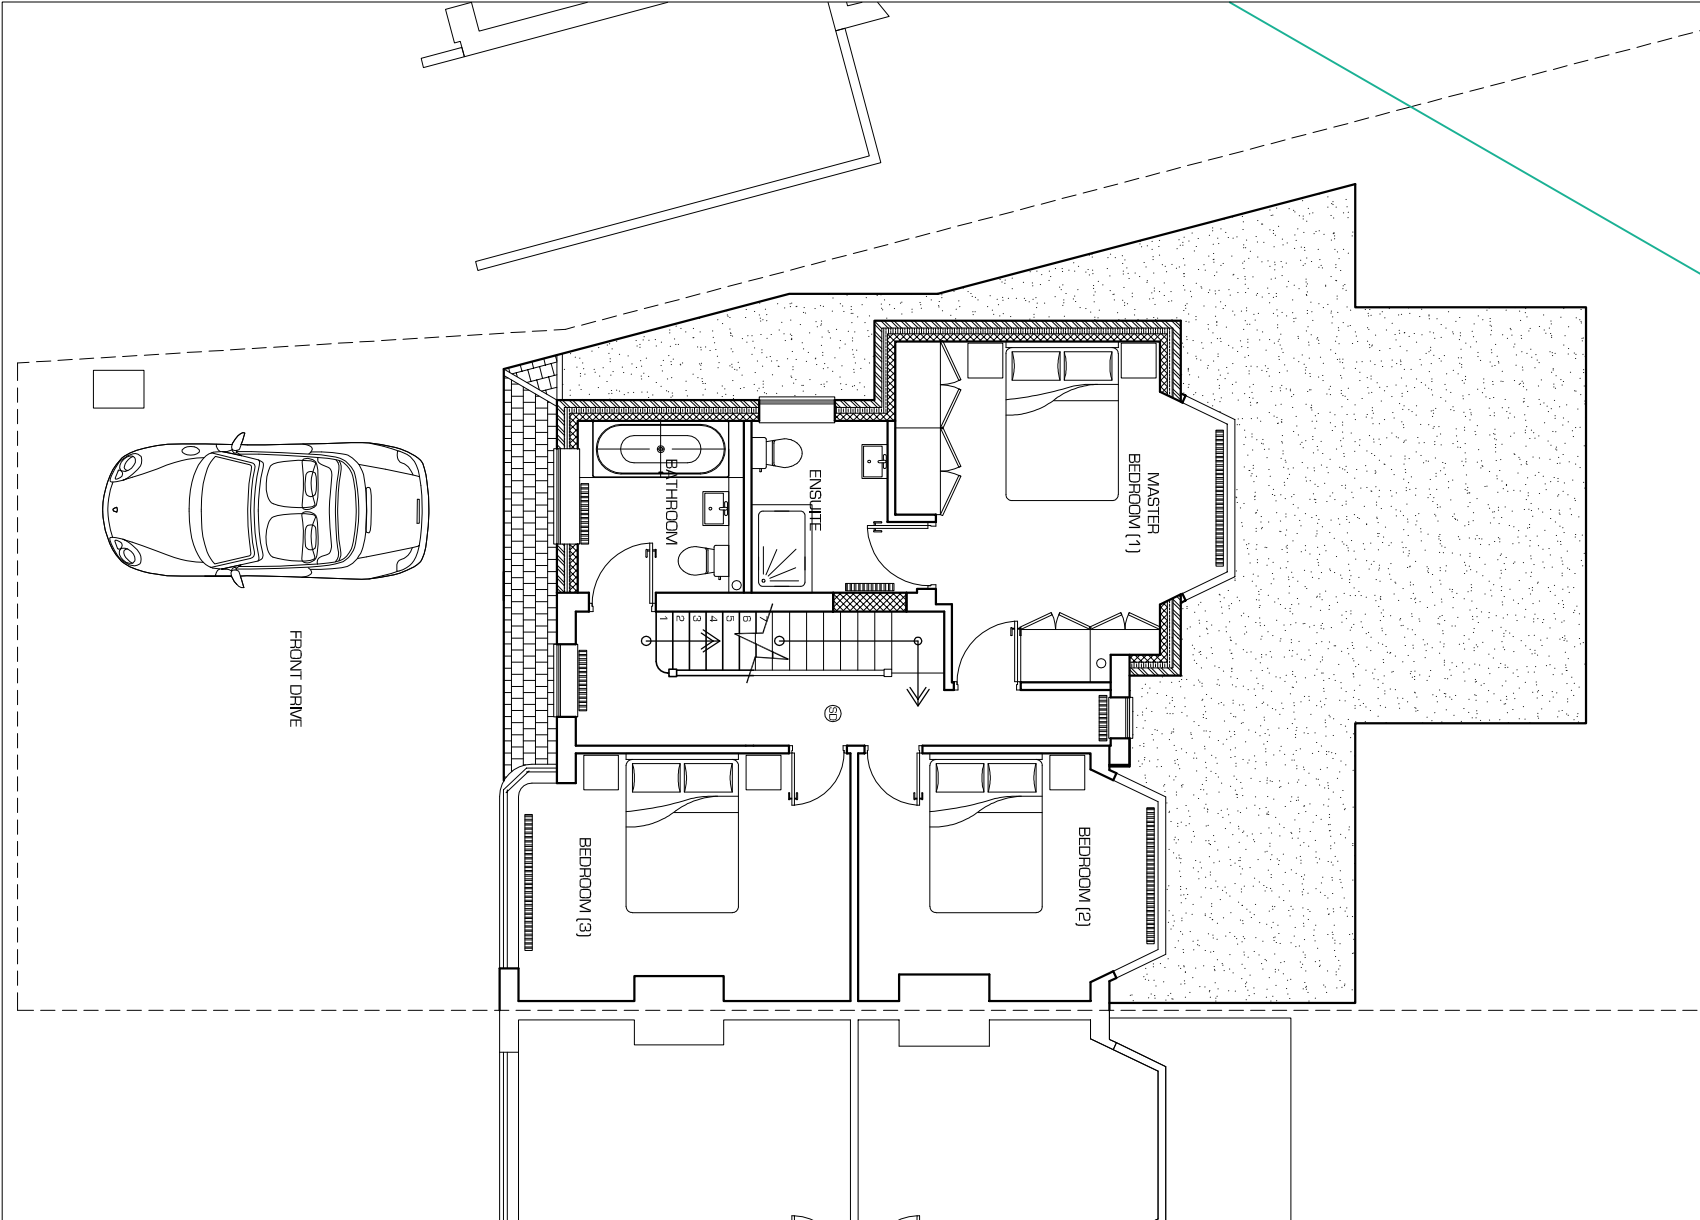 MASTER
BEDROOM (1)
ENSUITE
BATHROOM
1
2
3
4
5
6
7
SD
FRONT DRIVE
BEDROOM (2)
BEDROOM (3)